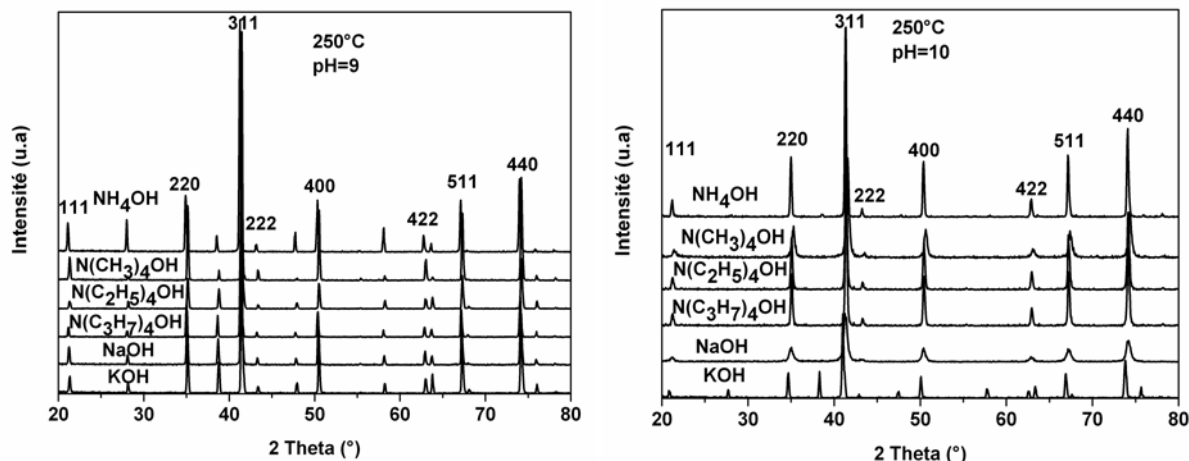 311
250°C
pH=9
Intensité (u.a)
111
NH4OH
220
222
400
422
511
440
N(CH3)4OH
N(C2H5)4OH
N(C3H7)4OH
NaOH
KOH
20 30 40 50 60 70 80
2 Theta (°)
311
250°C
pH=10
Intensité (u.a)
111
220
222
400
422
511
440
NH4OH
N(CH3)4OH
N(C2H5)4OH
N(C3H7)4OH
NaOH
KOH
20 30 40 50 60 70 80
2 Theta (°)